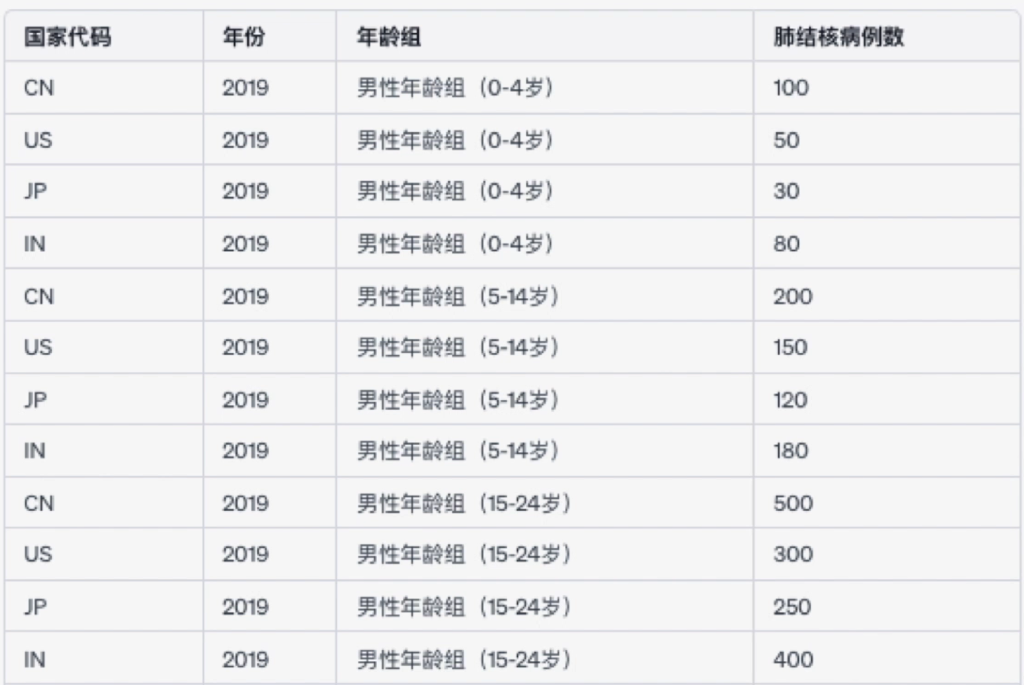 国家代码 年份 年龄组 肺结核病例数
CN 2019 男性年龄组（0-4岁） 100
US 2019 男性年龄组（0-4岁） 50
JP 2019 男性年龄组（0-4岁） 30
IN 2019 男性年龄组（0-4岁） 80
CN 2019 男性年龄组（5-14岁） 200
US 2019 男性年龄组（5-14岁） 150
JP 2019 男性年龄组（5-14岁） 120
IN 2019 男性年龄组（5-14岁） 180
CN 2019 男性年龄组（15-24岁） 500
US 2019 男性年龄组（15-24岁） 300
JP 2019 男性年龄组（15-24岁） 250
IN 2019 男性年龄组（15-24岁） 400